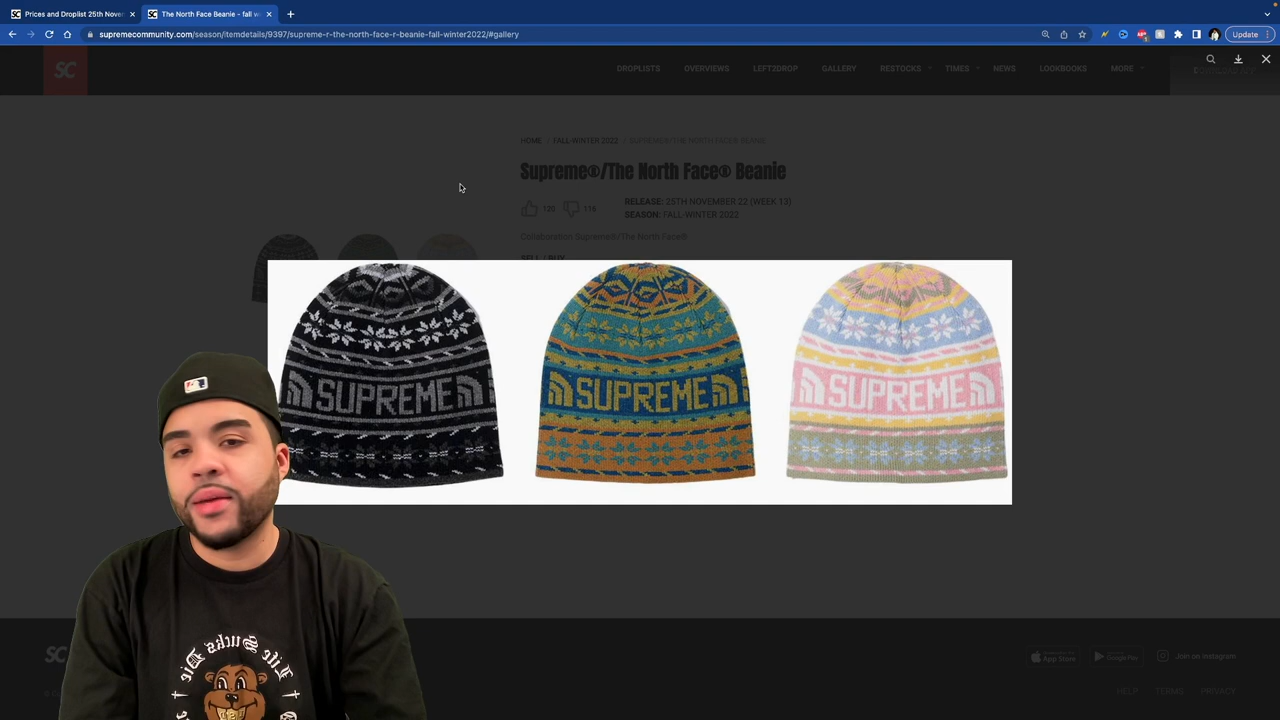 Prices and Droplist 25th Nove
The North Face Beanie - fall w
supremecommunity.com/season/itemdetails/9397/supreme-r-the-north-face-r-beanie-fall-winter2022/#gallery
Update
SC
DROPLISTS OVERVIEWS LEFT2DROP GALLERY RESTOCKS TIMES NEWS LOOKBOOKS MORE
HOME / FALL-WINTER 2022 / SUPREME®/THE NORTH FACE® BEANIE
Supreme®/The North Face® Beanie
120 116
RELEASE: 25TH NOVEMBER 22 (WEEK 13)
SEASON: FALL-WINTER 2022
Collaboration Supreme®/The North Face®
SELL / BUY
SUPREME
SUPREME
SUPREME
Life Sucks
Die
SC
App Store
Google Play
Join on Instagram
HELP TERMS PRIVACY